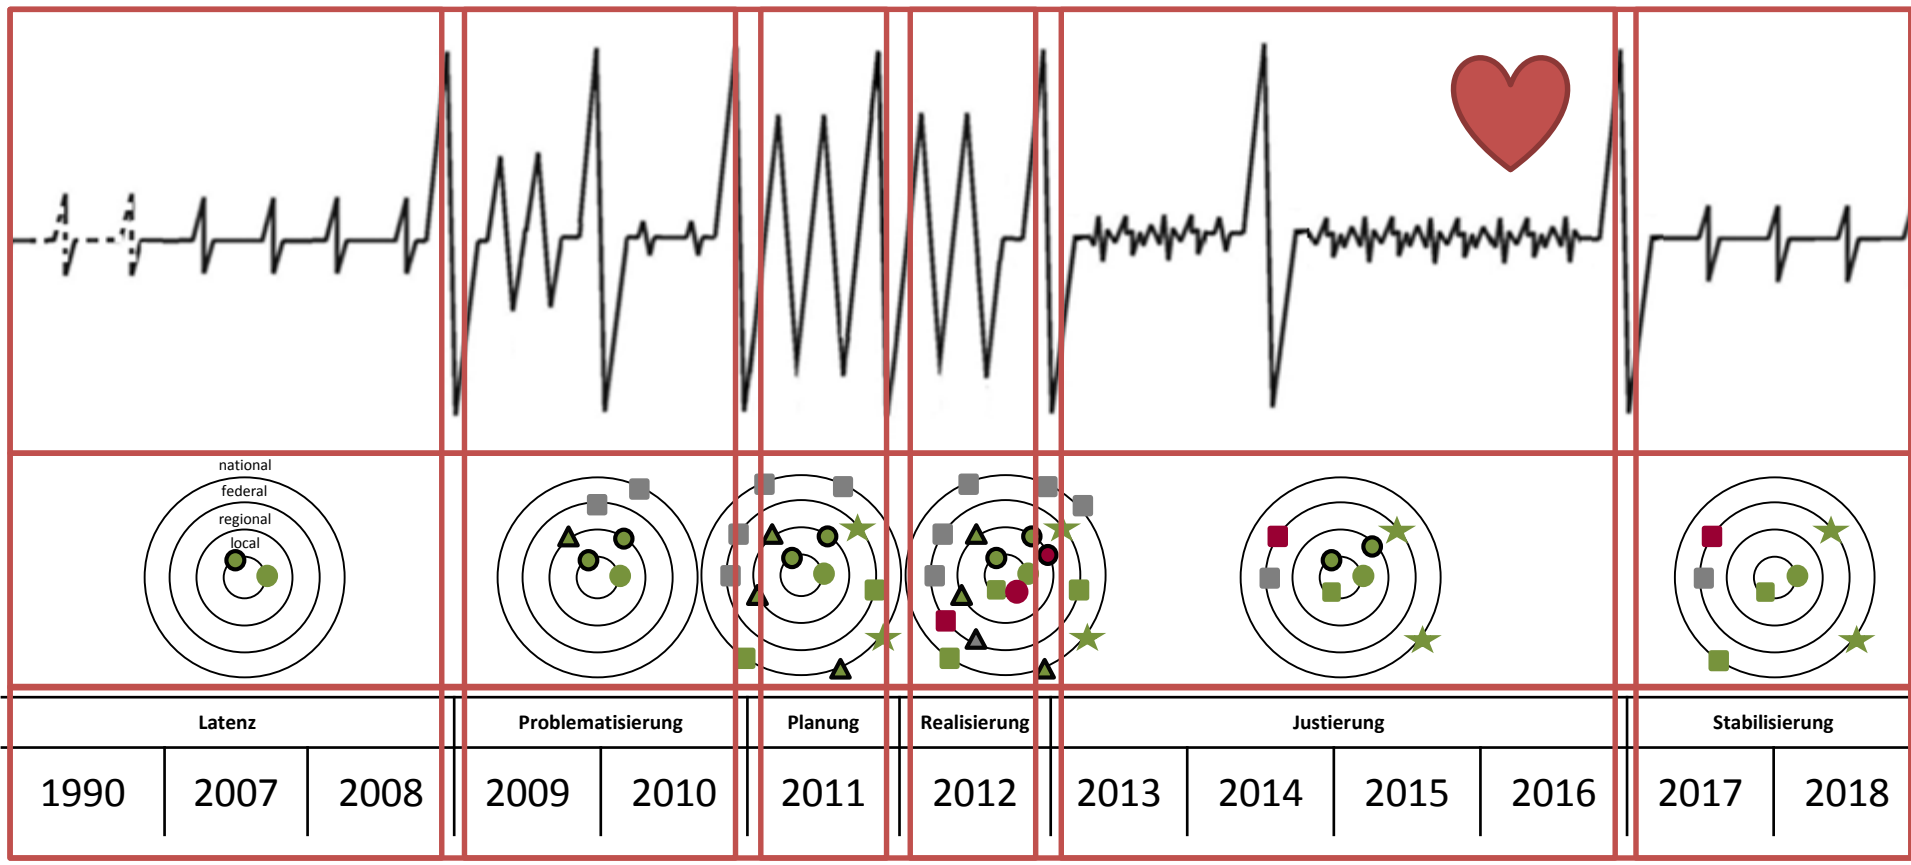 national
federal
regional
local
Latenz Problematisierung Planung Realisierung Justierung Stabilisierung
1990 2007 2008 2009 2010 2011 2012 2013 2014 2015 2016 2017 2018